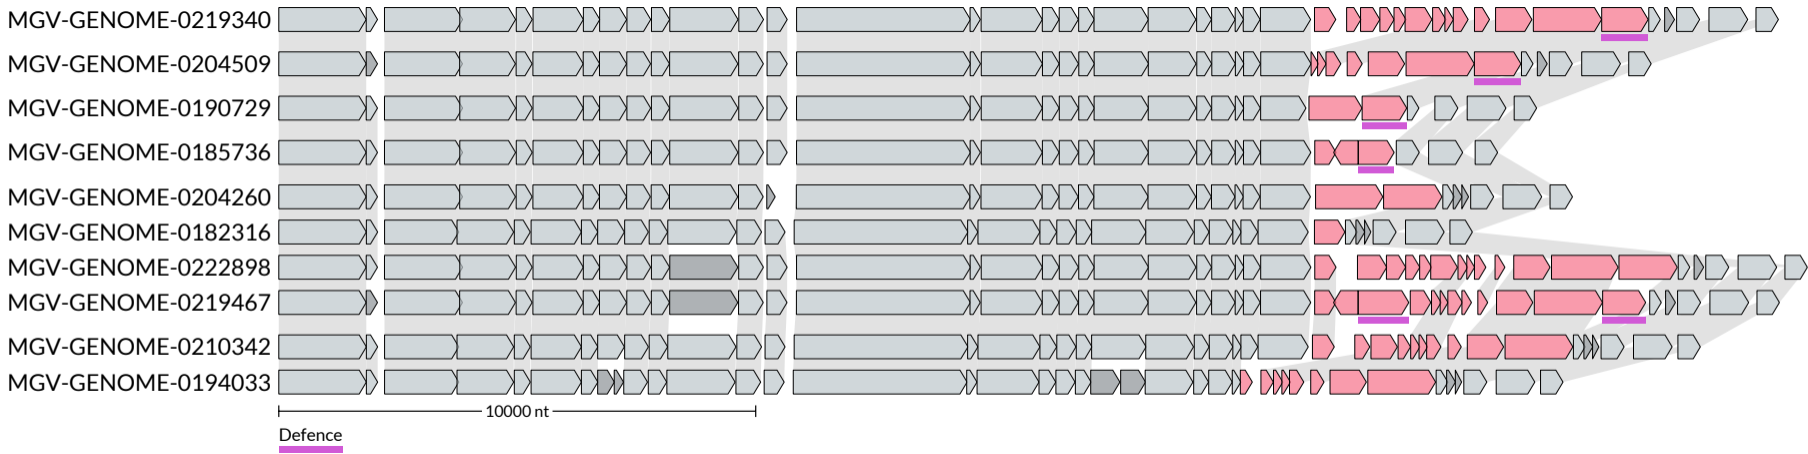 MGV-GENOME-0219340
MGV-GENOME-0204509
MGV-GENOME-0190729
MGV-GENOME-0185736
MGV-GENOME-0204260
MGV-GENOME-0182316
MGV-GENOME-0222898
MGV-GENOME-0219467
MGV-GENOME-0210342
MGV-GENOME-0194033
10000 nt
Defence